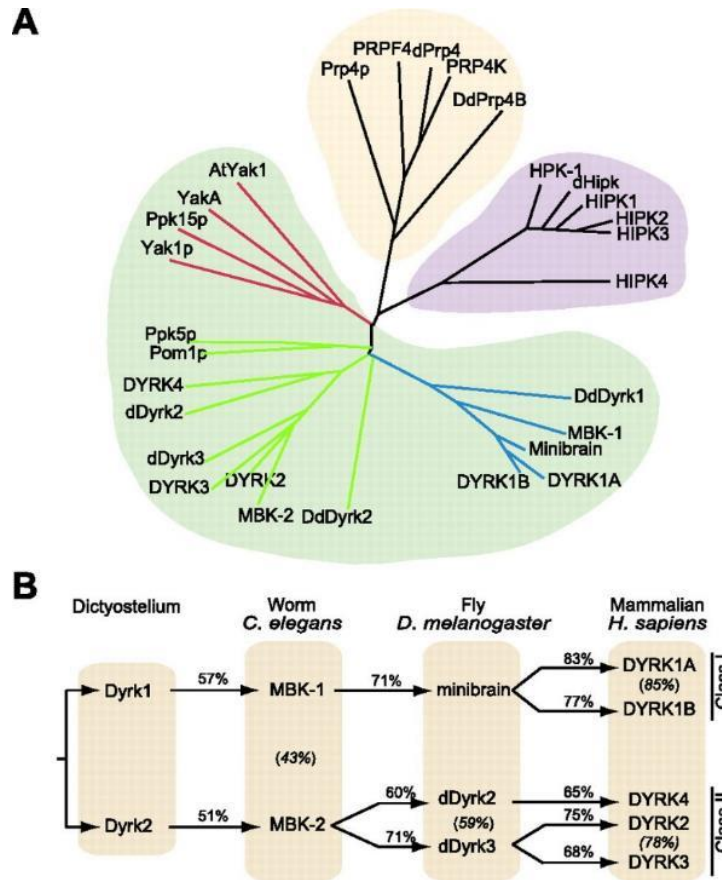 A
PRPF4
dPrp4
Prp4p
PRP4K
DdPrp4B
AtYak1
YakA
Ppk15p
Yak1p
HPK-1
dHipk
HIPK1
HIPK2
HIPK3
HIPK4
Ppk5p
Pom1p
DYRK4
dDyrk2
dDyrk3
DYRK3
DYRK2
MBK-2
DdDyrk2
DdDyrk1
MBK-1
Minibrain
DYRK1B
DYRK1A
B
Dictyostelium
Worm
C. elegans
Fly
D. melanogaster
Mammalian
H. sapiens
Dyrk1
57%
MBK-1
71%
minibrain
83%
DYRK1A
(85%)
77%
DYRK1B
Class I
(43%)
Dyrk2
51%
MBK-2
60%
dDyrk2
65%
DYRK4
(59%)
71%
dDyrk3
75%
DYRK2
(78%)
68%
DYRK3
Class II